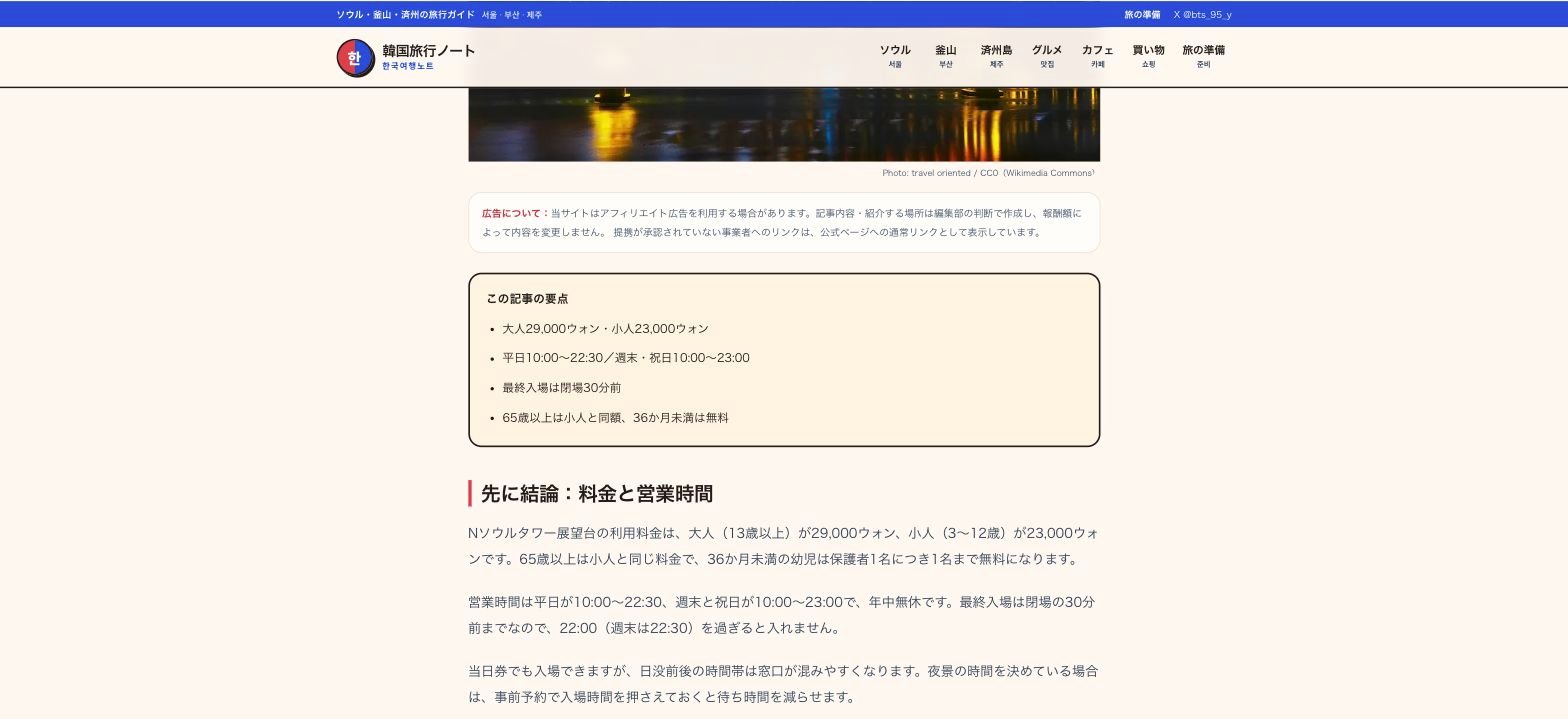 ソウル・釜山・済州の旅行ガイド 서울 · 부산 · 제주
旅の準備 X @bts_95_y
韓国旅行ノート
한국여행노트
한
ソウル 釜山 済州島 グルメ カフェ 買い物 旅の準備
서울 부산 제주 맛집 카페 쇼핑 준비
Photo: travel oriented / CC0（Wikimedia Commons）
広告について：当サイトはアフィリエイト広告を利用する場合があります。記事内容・紹介する場所は編集部の判断で作成し、報酬額に
よって内容を変更しません。 提携が承認されていない事業者へのリンクは、公式ページへの通常リンクとして表示しています。
この記事の要点
• 大人29,000ウォン・小人23,000ウォン
• 平日10:00〜22:30／週末・祝日10:00〜23:00
• 最終入場は閉場30分前
• 65歳以上は小人と同額、36か月未満は無料
先に結論：料金と営業時間
Nソウルタワー展望台の利用料金は、大人（13歳以上）が29,000ウォン、小人（3〜12歳）が23,000ウォ
ンです。65歳以上は小人と同じ料金で、36か月未満の幼児は保護者1名につき1名まで無料になります。
営業時間は平日が10:00〜22:30、週末と祝日が10:00〜23:00で、年中無休です。最終入場は閉場の30分
前までなので、22:00（週末は22:30）を過ぎると入れません。
当日券でも入場できますが、日没前後の時間帯は窓口が混みやすくなります。夜景の時間を決めている場合
は、事前予約で入場時間を押さえておくと待ち時間を減らせます。